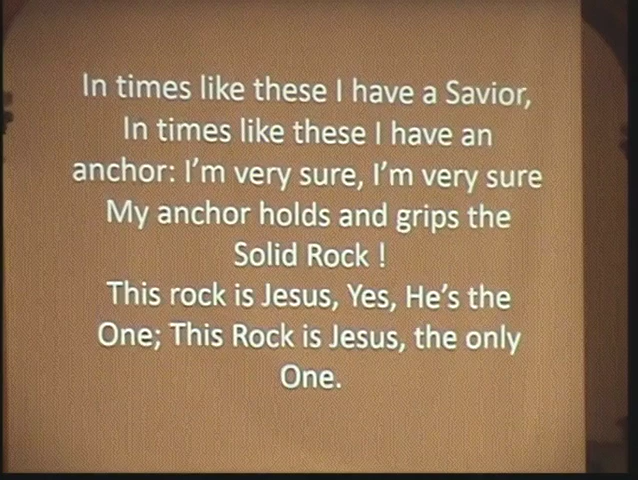 In times like these I have a Savior,
In times like these I have an
anchor: I'm very sure, I'm very sure
My anchor holds and grips the
Solid Rock !
This rock is Jesus, Yes, He's the
One; This Rock is Jesus, the only
One.